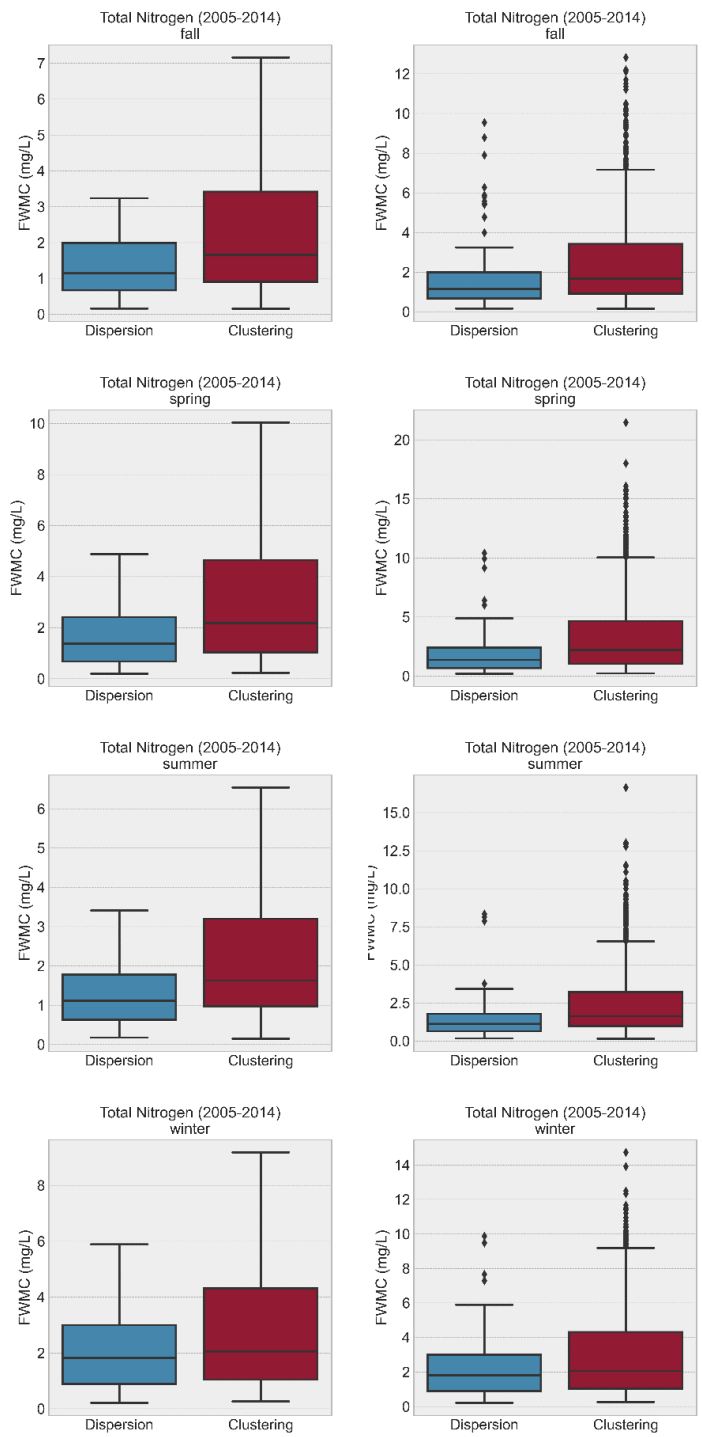 Total Nitrogen (2005-2014)
fall
7
6
5
4
3
2
1
0
FWMC (mg/L)
Dispersion
Clustering
Total Nitrogen (2005-2014)
fall
12
10
8
6
4
2
0
FWMC (mg/L)
Dispersion
Clustering
Total Nitrogen (2005-2014)
spring
10
8
6
4
2
0
FWMC (mg/L)
Dispersion
Clustering
Total Nitrogen (2005-2014)
spring
20
15
10
5
0
FWMC (mg/L)
Dispersion
Clustering
Total Nitrogen (2005-2014)
summer
6
5
4
3
2
1
0
FWMC (mg/L)
Dispersion
Clustering
Total Nitrogen (2005-2014)
summer
15.0
12.5
10.0
7.5
5.0
2.5
0.0
FWMC (mg/L)
Dispersion
Clustering
Total Nitrogen (2005-2014)
winter
8
6
4
2
0
FWMC (mg/L)
Dispersion
Clustering
Total Nitrogen (2005-2014)
winter
14
12
10
8
6
4
2
0
FWMC (mg/L)
Dispersion
Clustering